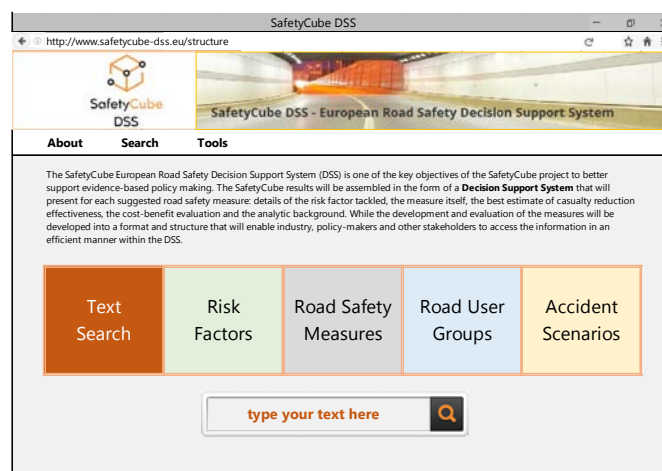 SafetyCube DSS
http://www.safetycube-dss.eu/structure
SafetyCube
DSS
SafetyCube DSS - European Road Safety Decision Support System
About Search Tools
The SafetyCube European Road Safety Decision Support System (DSS) is one of the key objectives of the SafetyCube project to better
support evidence-based policy making. The SafetyCube results will be assembled in the form of a Decision Support System that will
present for each suggested road safety measure: details of the risk factor tackled, the measure itself, the best estimate of casualty reduction
effectiveness, the cost-benefit evaluation and the analytic background. While the development and evaluation of the measures will be
developed into a format and structure that will enable industry, policy-makers and other stakeholders to access the information in an
efficient manner within the DSS.
Text
Search
Risk
Factors
Road Safety
Measures
Road User
Groups
Accident
Scenarios
type your text here